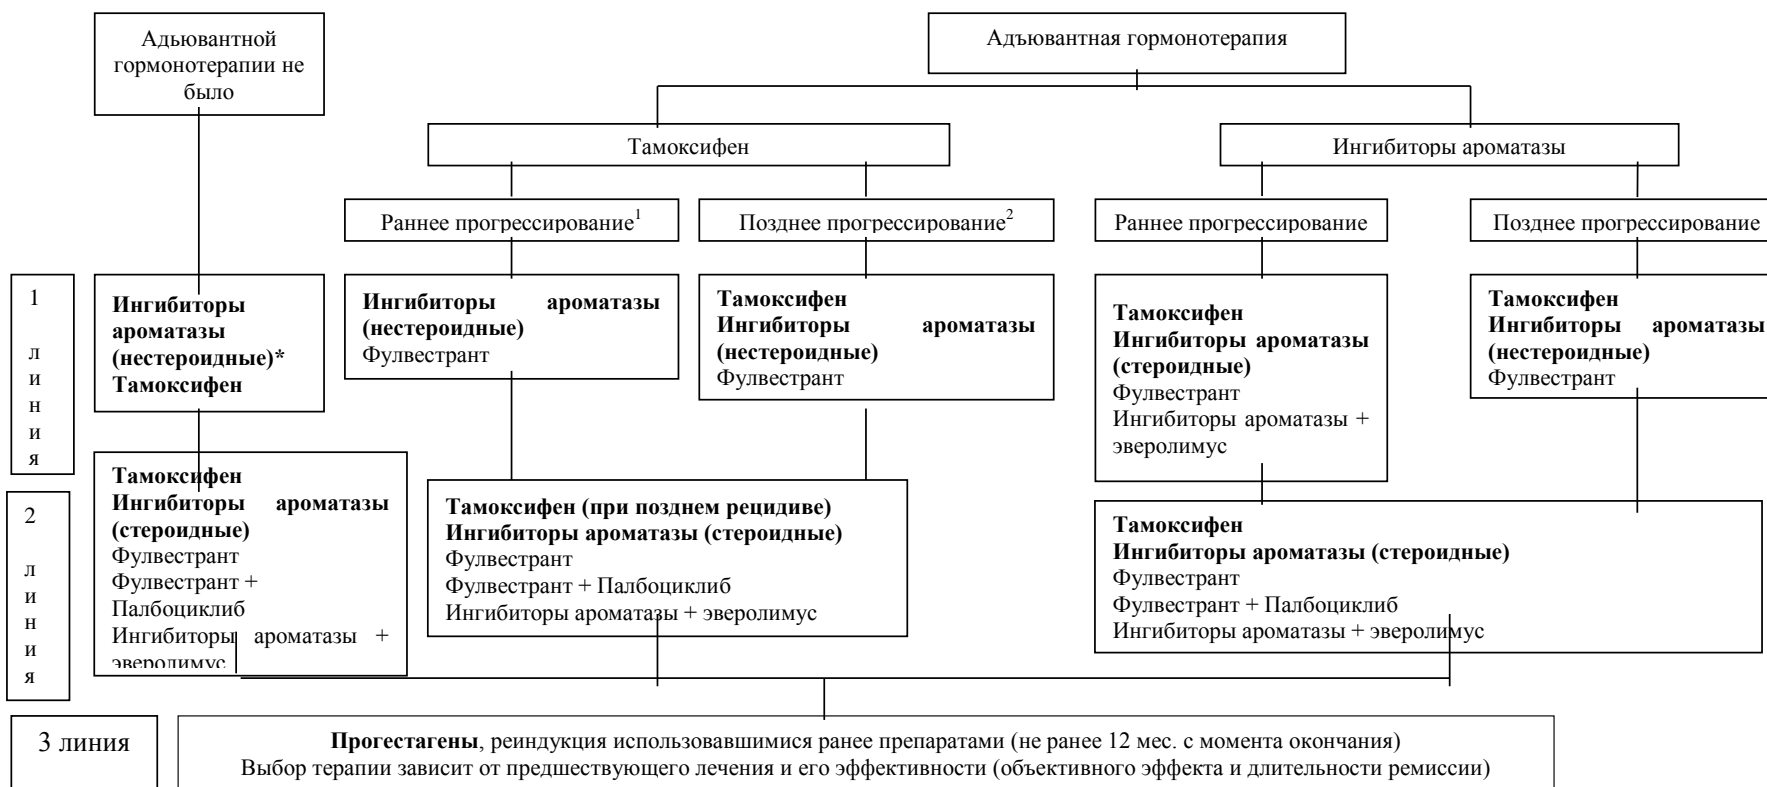 Адьювантной
гормонотерапии не
было
Адъювантная гормонотерапия
Тамоксифен
Ингибиторы ароматазы
Раннее прогрессирование¹
Позднее прогрессирование²
Раннее прогрессирование
Позднее прогрессирование
1
л
и
н
и
я
Ингибиторы
ароматазы
(нестероидные)*
Тамоксифен
Ингибиторы ароматазы
(нестероидные)
Фулвестрант
Тамоксифен
Ингибиторы ароматазы
(нестероидные)
Фулвестрант
Тамоксифен
Ингибиторы ароматазы
(стероидные)
Фулвестрант
Ингибиторы ароматазы +
эверолимус
Тамоксифен
Ингибиторы ароматазы
(нестероидные)
Фулвестрант
2
л
и
н
и
я
Тамоксифен
Ингибиторы ароматазы
(стероидные)
Фулвестрант
Фулвестрант +
Палбоциклиб
Ингибиторы ароматазы +
эверолимус
Тамоксифен (при позднем рецидиве)
Ингибиторы ароматазы (стероидные)
Фулвестрант
Фулвестрант + Палбоциклиб
Ингибиторы ароматазы + эверолимус
Тамоксифен
Ингибиторы ароматазы (стероидные)
Фулвестрант
Фулвестрант + Палбоциклиб
Ингибиторы ароматазы + эверолимус
3 линия
Прогестагены, реиндукция использовавшимися ранее препаратами (не ранее 12 мес. с момента окончания)
Выбор терапии зависит от предшествующего лечения и его эффективности (объективного эффекта и длительности ремиссии)